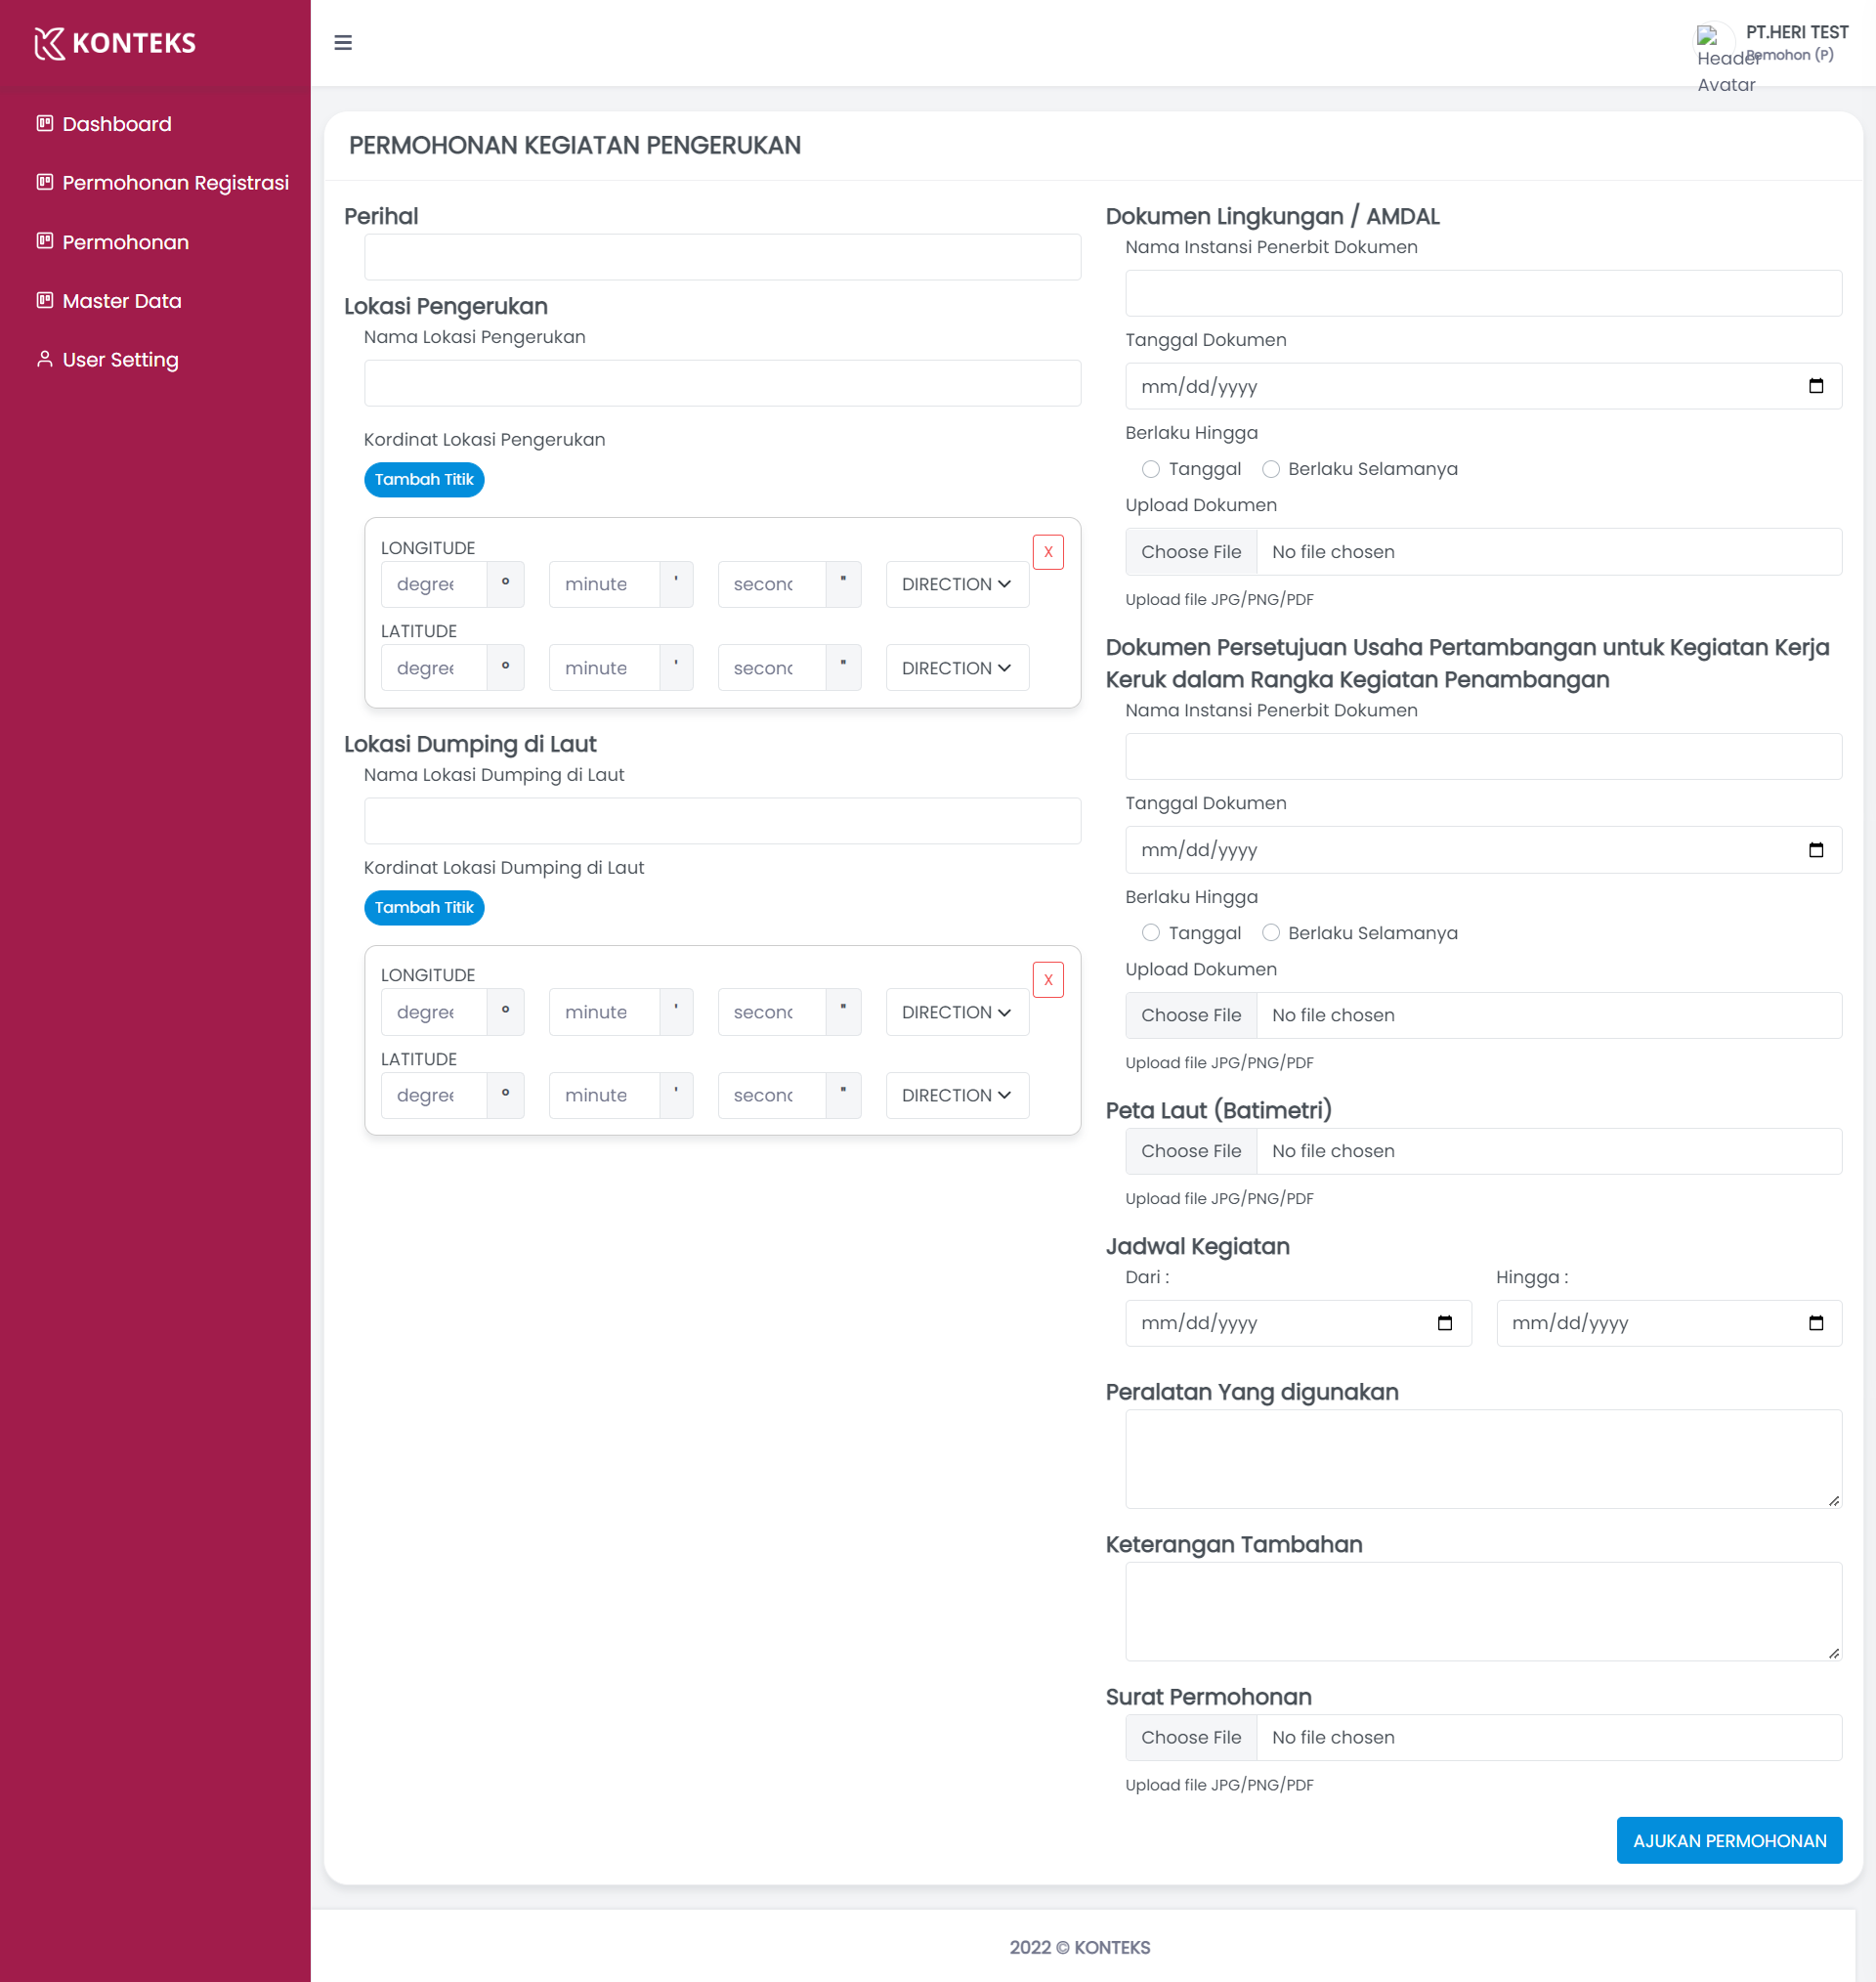 KONTEKS
Dashboard
Permohonan Registrasi
Permohonan
Master Data
User Setting
PT.HERI TEST
Pemohon (P)
Header
Avatar
PERMOHONAN KEGIATAN PENGERUKAN
Perihal
Lokasi Pengerukan
Nama Lokasi Pengerukan
Kordinat Lokasi Pengerukan
Tambah Titik
LONGITUDE
X
degree ° minute ' second " DIRECTION
LATITUDE
degree ° minute ' second " DIRECTION
Lokasi Dumping di Laut
Nama Lokasi Dumping di Laut
Kordinat Lokasi Dumping di Laut
Tambah Titik
LONGITUDE
X
degree ° minute ' second " DIRECTION
LATITUDE
degree ° minute ' second " DIRECTION
Dokumen Lingkungan / AMDAL
Nama Instansi Penerbit Dokumen
Tanggal Dokumen
mm/dd/yyyy
Berlaku Hingga
Tanggal Berlaku Selamanya
Upload Dokumen
Choose File No file chosen
Upload file JPG/PNG/PDF
Dokumen Persetujuan Usaha Pertambangan untuk Kegiatan Kerja
Keruk dalam Rangka Kegiatan Penambangan
Nama Instansi Penerbit Dokumen
Tanggal Dokumen
mm/dd/yyyy
Berlaku Hingga
Tanggal Berlaku Selamanya
Upload Dokumen
Choose File No file chosen
Upload file JPG/PNG/PDF
Peta Laut (Batimetri)
Choose File No file chosen
Upload file JPG/PNG/PDF
Jadwal Kegiatan
Dari : Hingga :
mm/dd/yyyy mm/dd/yyyy
Peralatan Yang digunakan
Keterangan Tambahan
Surat Permohonan
Choose File No file chosen
Upload file JPG/PNG/PDF
AJUKAN PERMOHONAN
2022 © KONTEKS